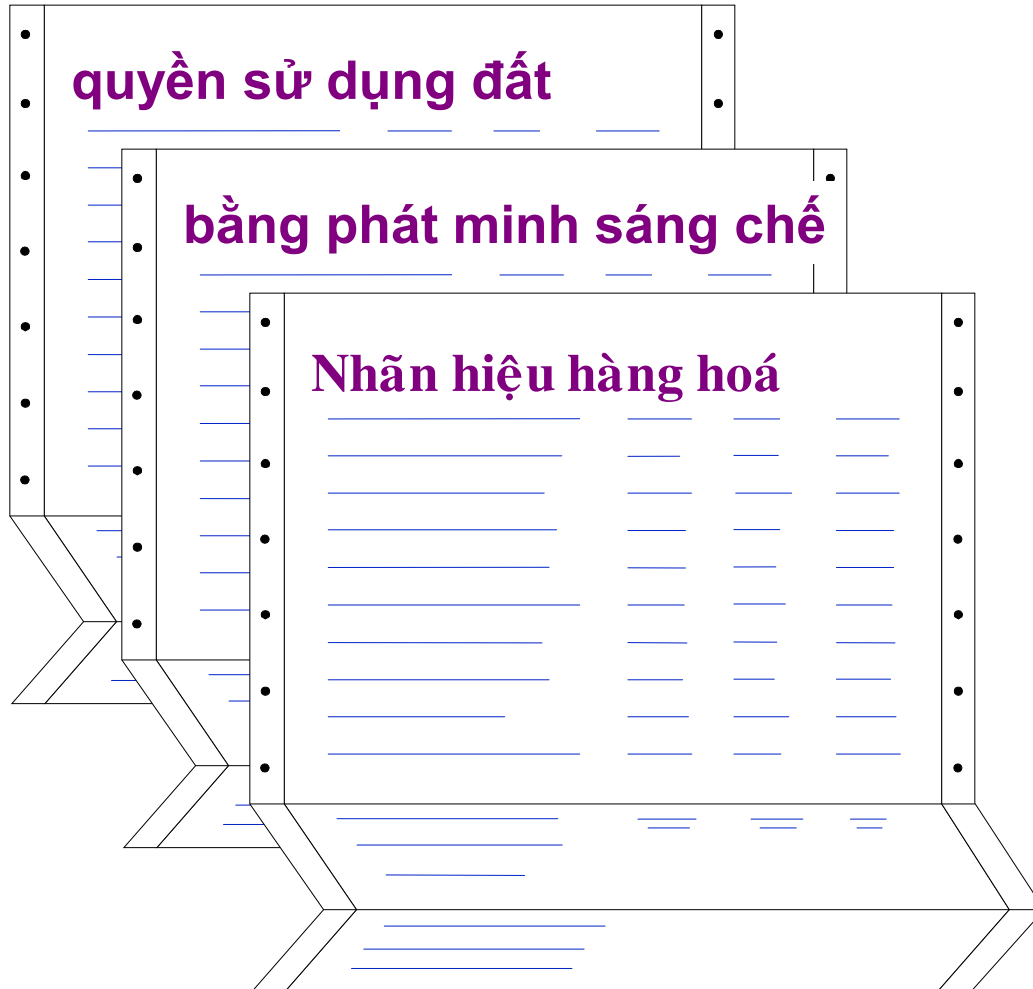 quyền sử dụng đất
bằng phát minh sáng chế
Nhãn hiệu hàng hoá